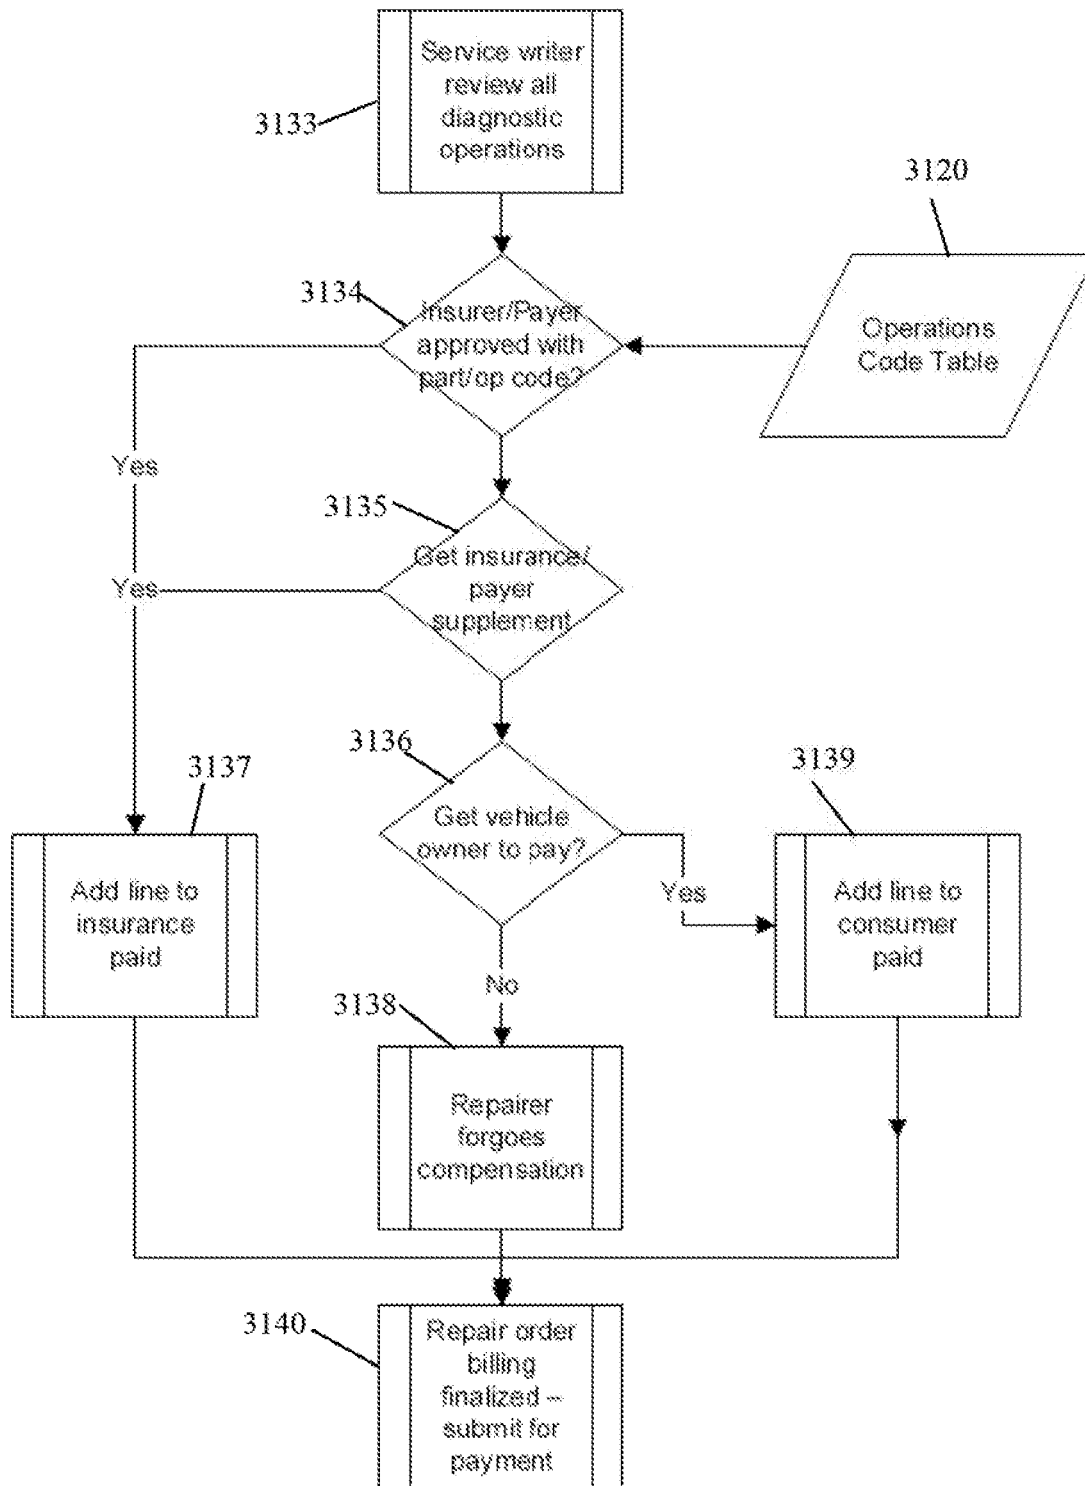 Service writer
review all
diagnostic
operations
3133
3120
3134
Insurer/Payer
approved with
part/op code?
Operations
Code Table
Yes
3135
Get insurance/
payer
supplement
Yes
3136
Get vehicle
owner to pay?
3137
3139
Add line to
insurance
paid
Yes
Add line to
consumer
paid
No
3138
Repairer
forgoes
compensation
3140
Repair order
billing
finalized –
submit for
payment